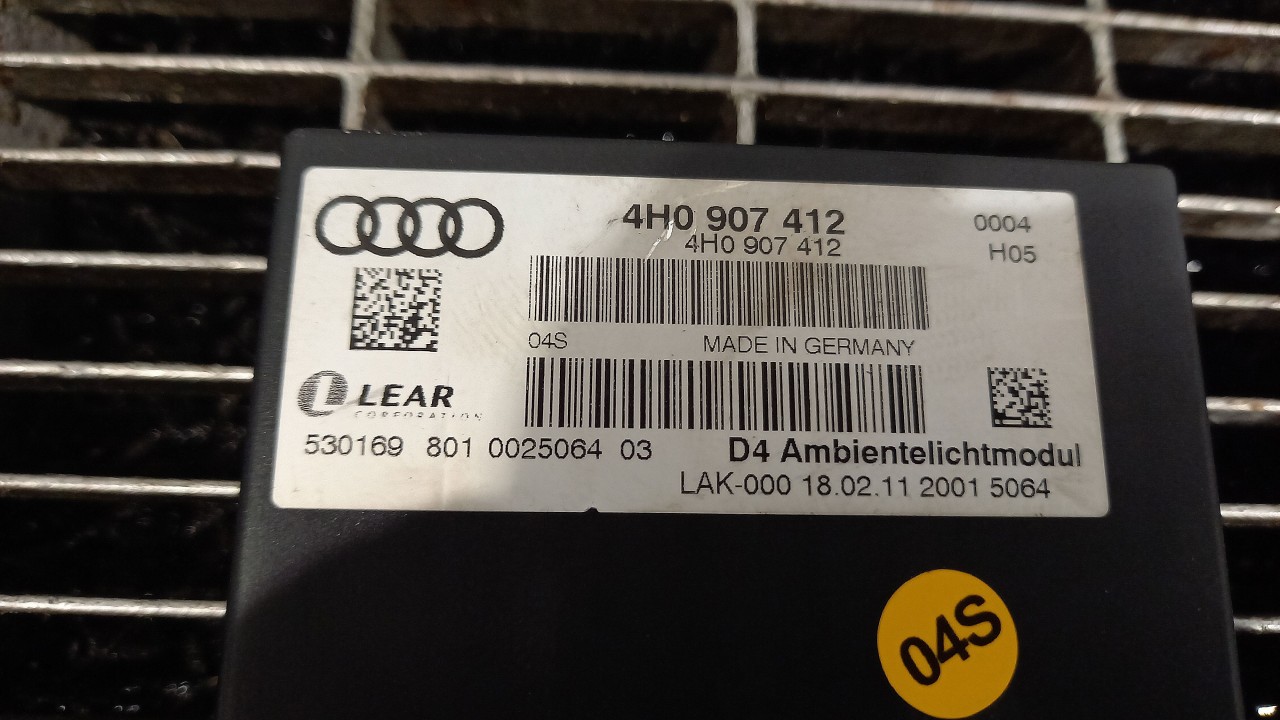 4H0 907 412
4H0 907 412
0004
H05
04S MADE IN GERMANY
LEAR
CORPORATION
530169 801 0025064 03
D4 Ambientelichtmodul
LAK-000 18.02.11 2001 5064
04S